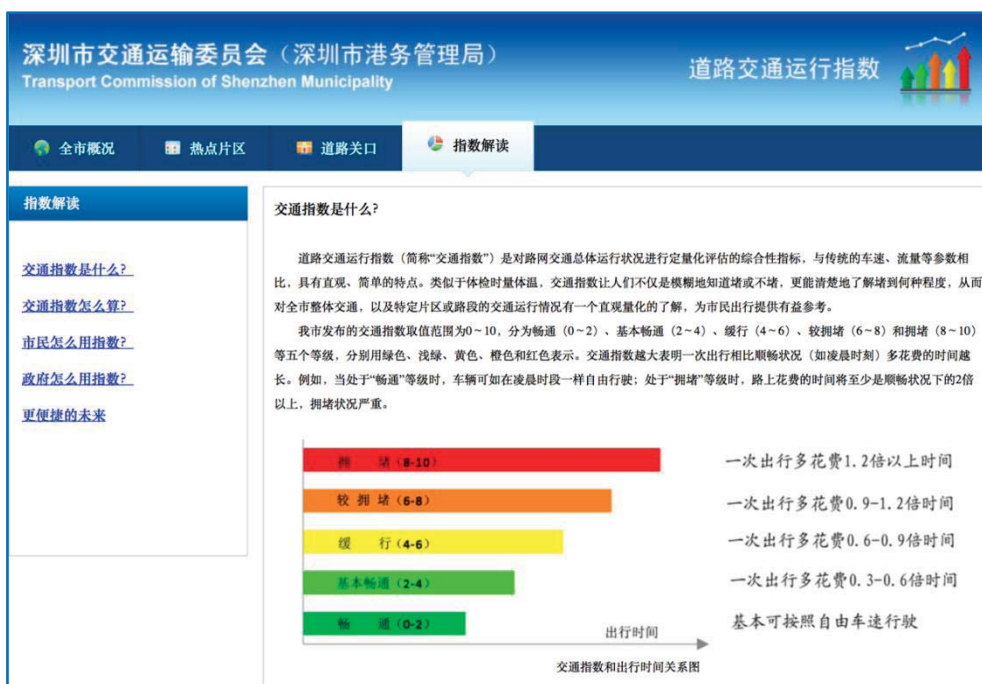 深圳市交通运输委员会（深圳市港务管理局）
Transport Commission of Shenzhen Municipality
道路交通运行指数
全市概况 热点片区 道路关口 指数解读
指数解读
交通指数是什么?
交通指数怎么算?
市民怎么用指数?
政府怎么用指数?
更便捷的未来
交通指数是什么?
道路交通运行指数（简称“交通指数”）是对路网交通总体运行状况进行定量化评估的综合性指标，与传统的车速、流量等参数相
比，具有直观、简单的特点。类似于体检时量体温，交通指数让人们不仅是模糊地知道堵或不堵，更能清楚地了解堵到何种程度，从而
对全市整体交通，以及特定片区或路段的交通运行情况有一个直观量化的了解，为市民出行提供有益参考。
我市发布的交通指数取值范围为0～10，分为畅通（0～2）、基本畅通（2～4）、缓行（4～6）、较拥堵（6～8）和拥堵（8～10）
等五个等级，分别用绿色、浅绿、黄色、橙色和红色表示。交通指数越大表明一次出行相比顺畅状况（如凌晨时刻）多花费的时间越
长。例如，当处于“畅通”等级时，车辆可如在凌晨时段一样自由行驶；处于“拥堵”等级时，路上花费的时间将至少是顺畅状况下的2倍
以上，拥堵状况严重。
拥 堵（8-10） 一次出行多花费1.2倍以上时间
较 拥 堵（6-8） 一次出行多花费0.9-1.2倍时间
缓 行（4-6） 一次出行多花费0.6-0.9倍时间
基本畅通（2-4） 一次出行多花费0.3-0.6倍时间
畅 通（0-2） 基本可按照自由车速行驶
出行时间
交通指数和出行时间关系图